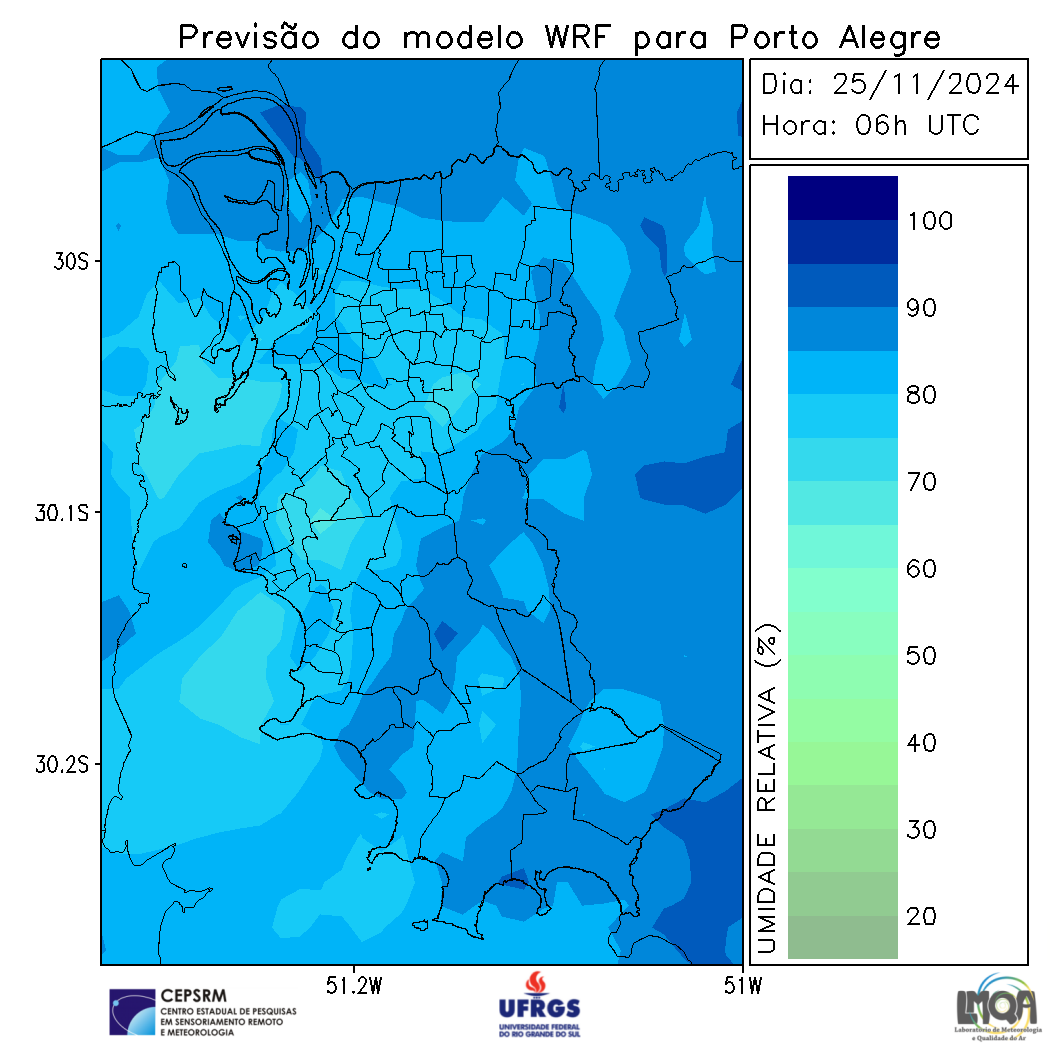 Previsão do modelo WRF para Porto Alegre
Dia: 25/11/2024
Hora: 06h UTC
30S
30.1S
30.2S
51.2W
51W
UMIDADE RELATIVA (%)
100
90
80
70
60
50
40
30
20
CEPSRM
CENTRO ESTADUAL DE PESQUISAS
EM SENSORIAMENTO REMOTO
E METEOROLOGIA
UFRGS
UNIVERSIDADE FEDERAL
DO RIO GRANDE DO SUL
LMQA
Laboratório de Meteorologia
e Qualidade do Ar